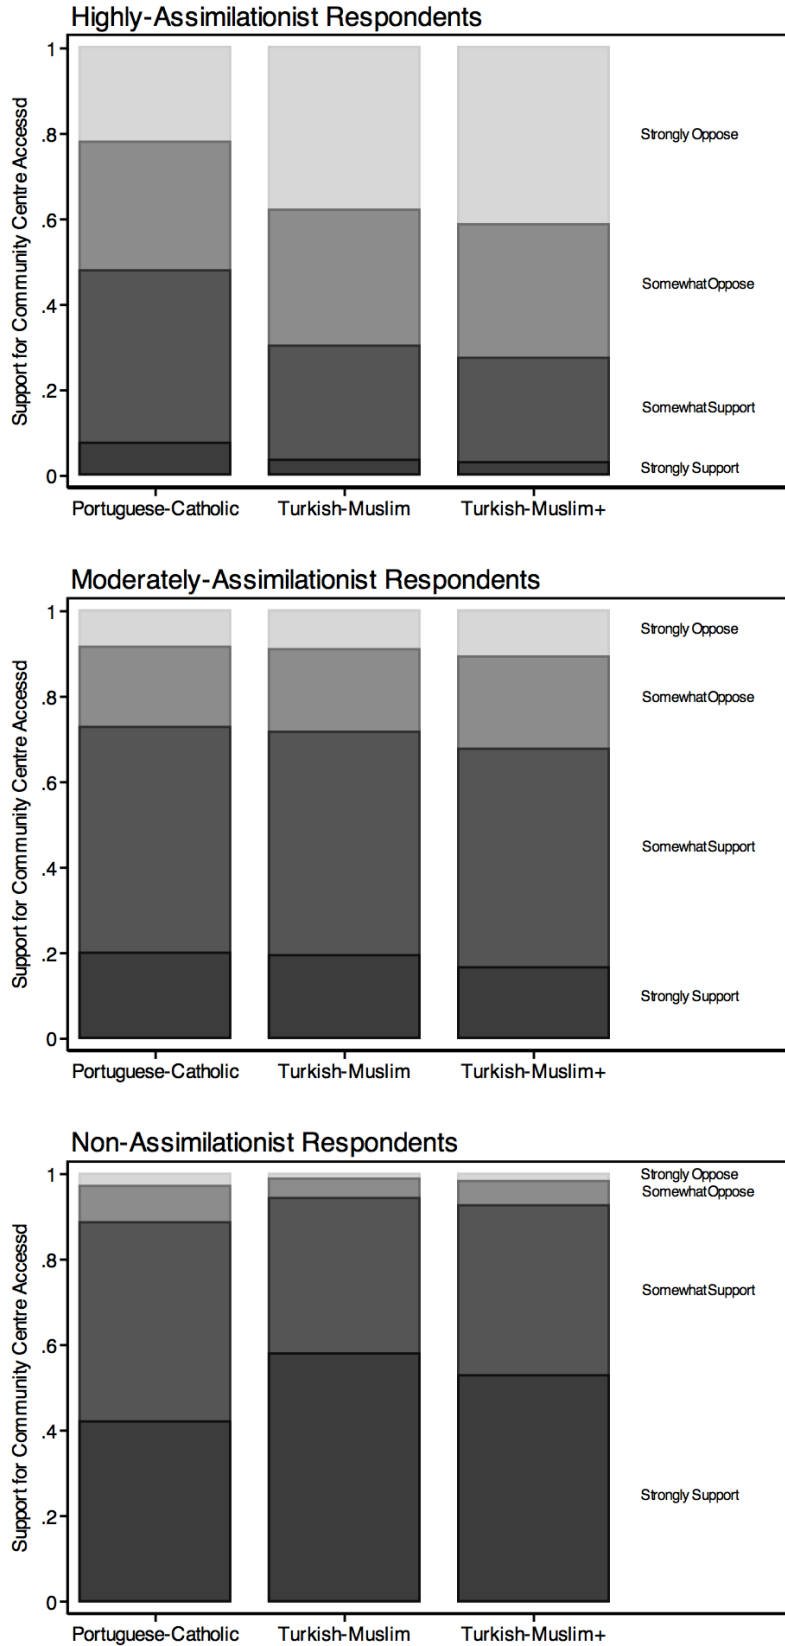 Highly-Assimilationist Respondents
Support for Community Centre Accessd
1
.8
.6
.4
.2
0
Strongly Oppose
Somewhat Oppose
Somewhat Support
Strongly Support
Portuguese-Catholic
Turkish-Muslim
Turkish-Muslim+
Moderately-Assimilationist Respondents
Support for Community Centre Accessd
1
.8
.6
.4
.2
0
Strongly Oppose
Somewhat Oppose
Somewhat Support
Strongly Support
Portuguese-Catholic
Turkish-Muslim
Turkish-Muslim+
Non-Assimilationist Respondents
Support for Community Centre Accessd
1
.8
.6
.4
.2
0
Strongly Oppose
Somewhat Oppose
Somewhat Support
Strongly Support
Portuguese-Catholic
Turkish-Muslim
Turkish-Muslim+